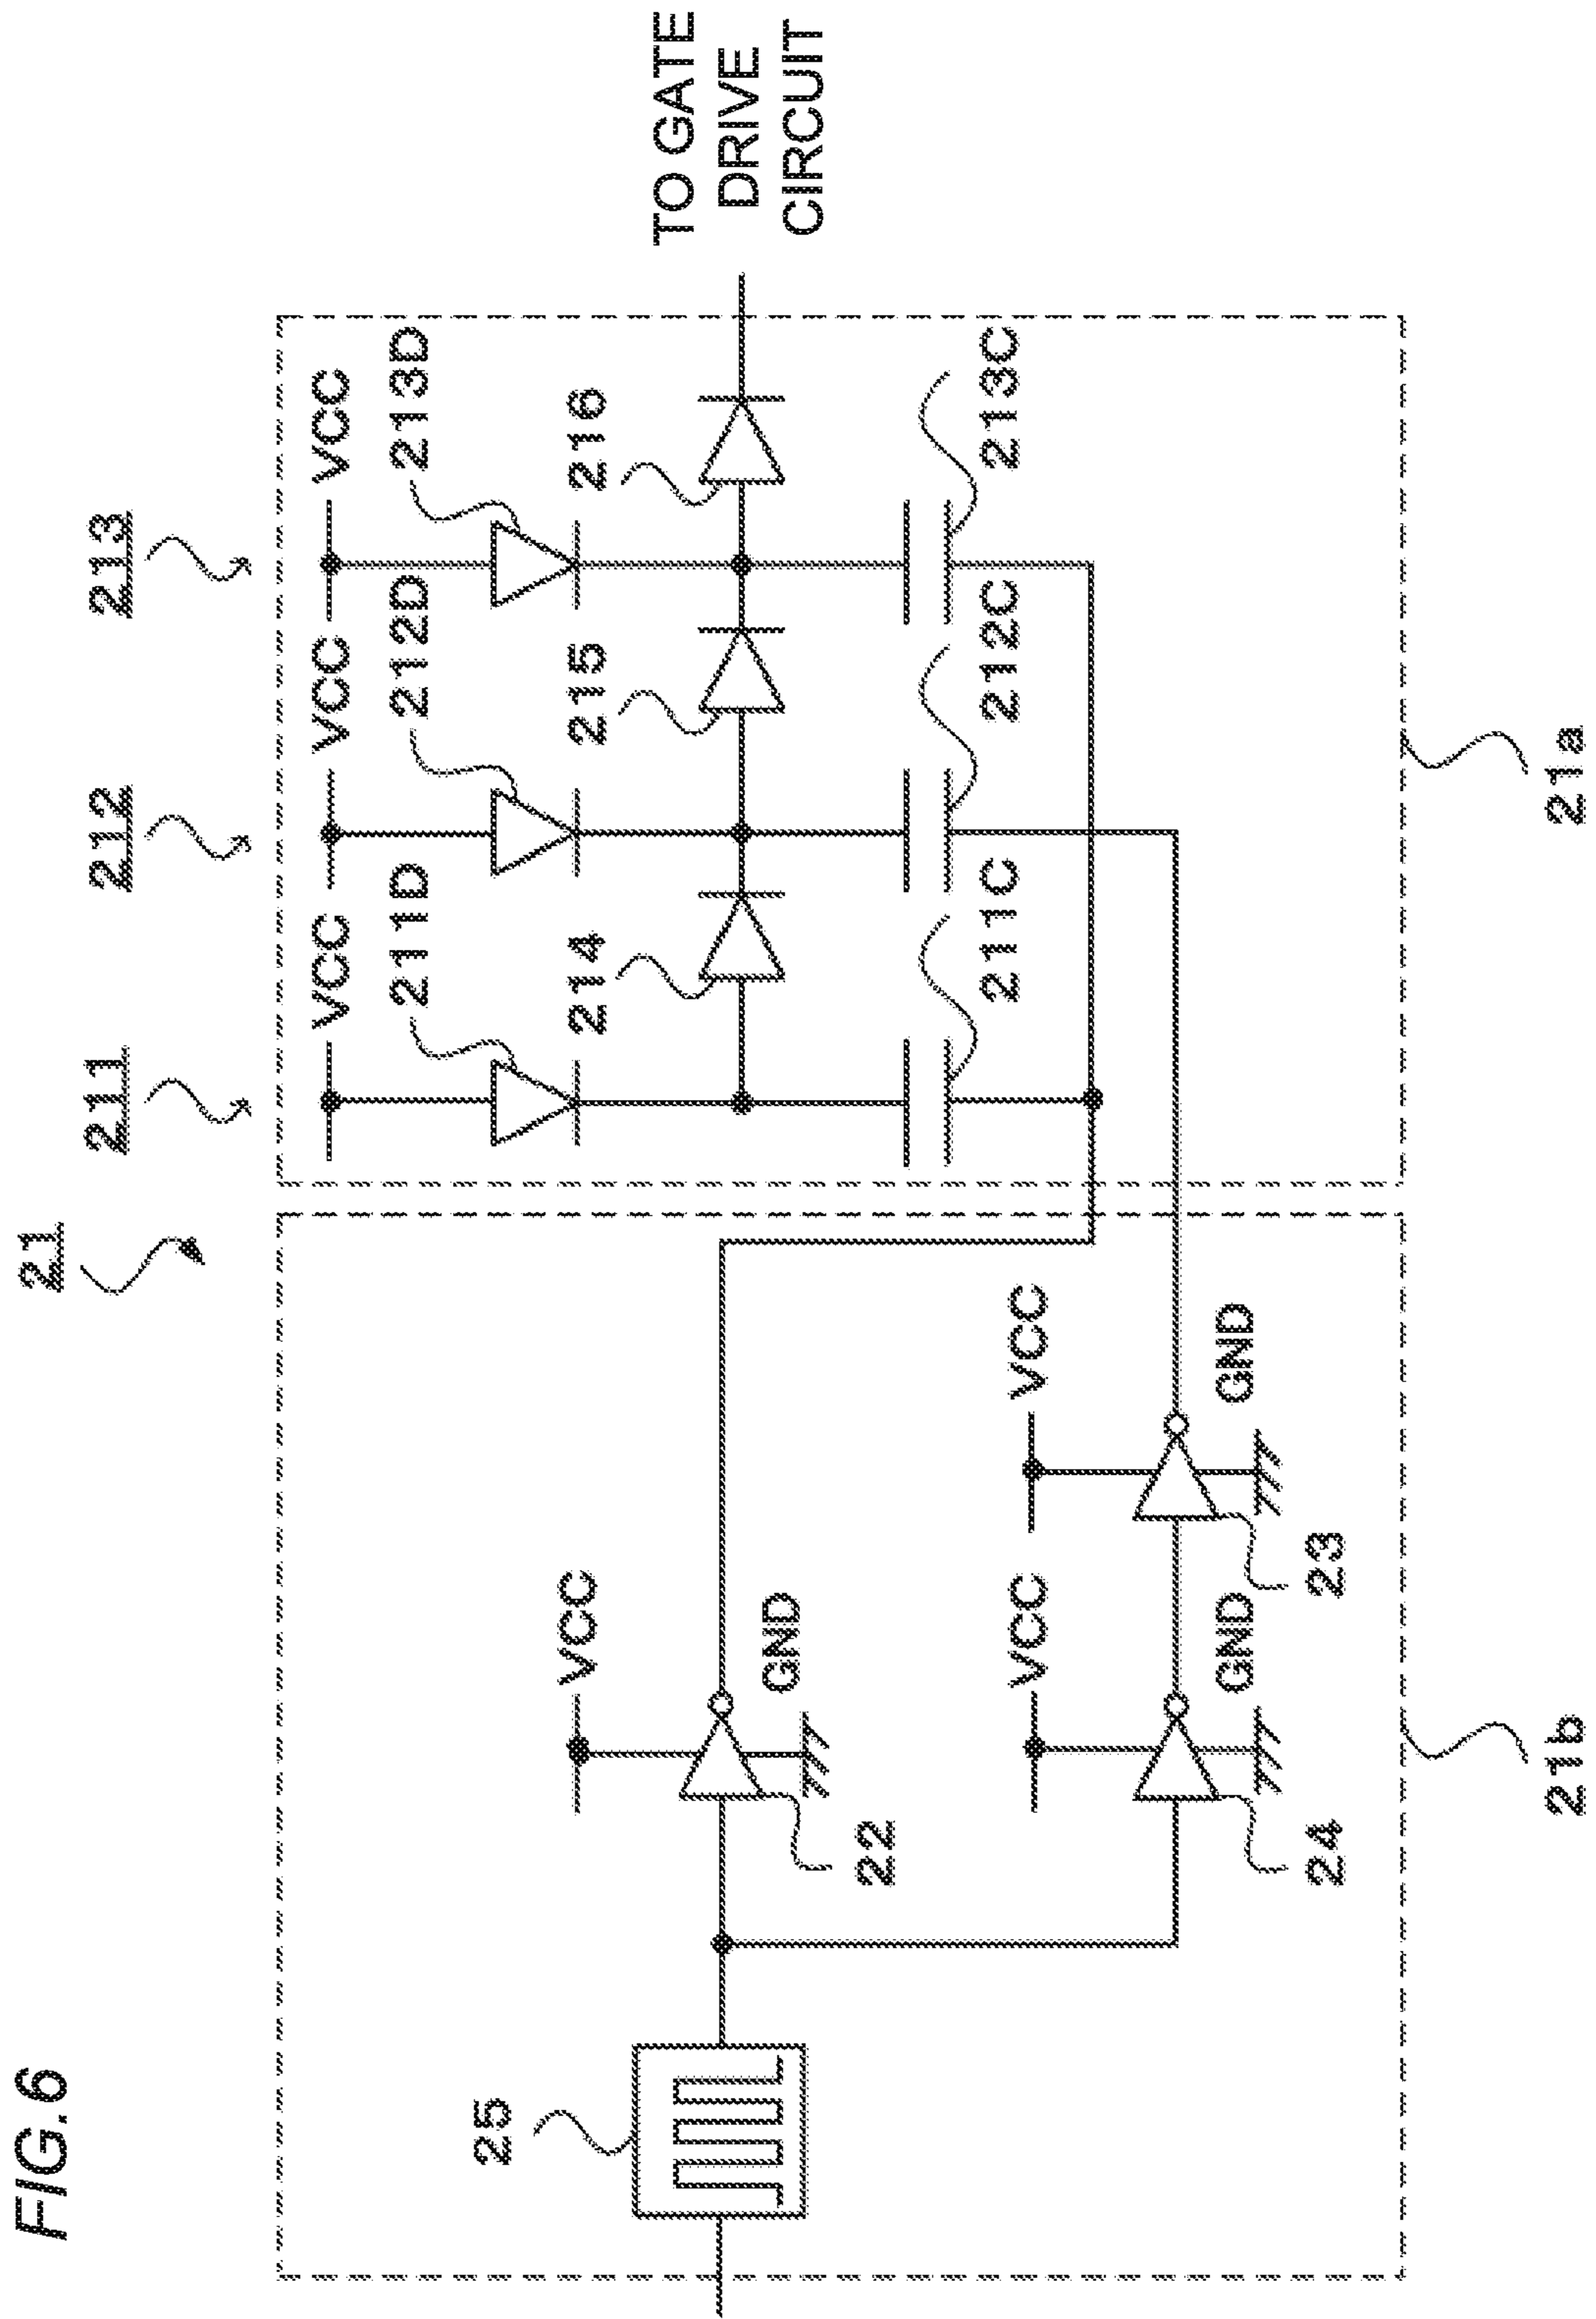 FIG.6
21
211
212
213
VCC
VCC
VCC
211D
212D
213D
214
215
216
TO GATE
DRIVE
CIRCUIT
211C
212C
213C
25
VCC
GND
22
VCC
VCC
GND
GND
24
23
21b
21a